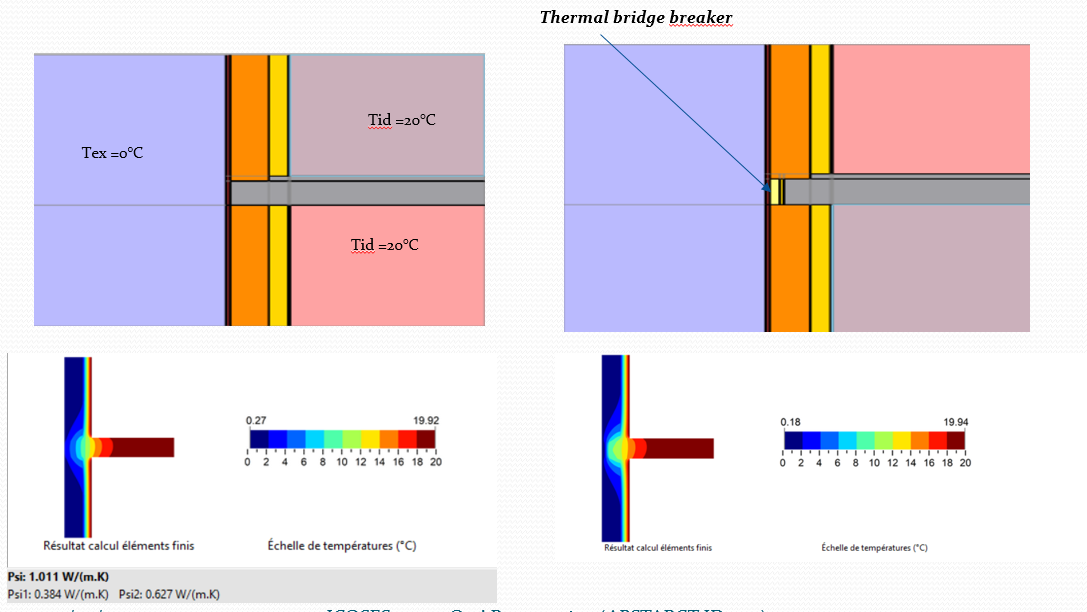 Thermal bridge breaker
Tid =20°C
Tex =0°C
Tid =20°C
0.27 19.92
0 2 4 6 8 10 12 14 16 18 20
0.18 19.94
0 2 4 6 8 10 12 14 16 18 20
Résultat calcul éléments finis Échelle de températures (°C)
Résultat calcul éléments finis Échelle de températures (°C)
Psi: 1.011 W/(m.K)
Psi1: 0.384 W/(m.K) Psi2: 0.627 W/(m.K)